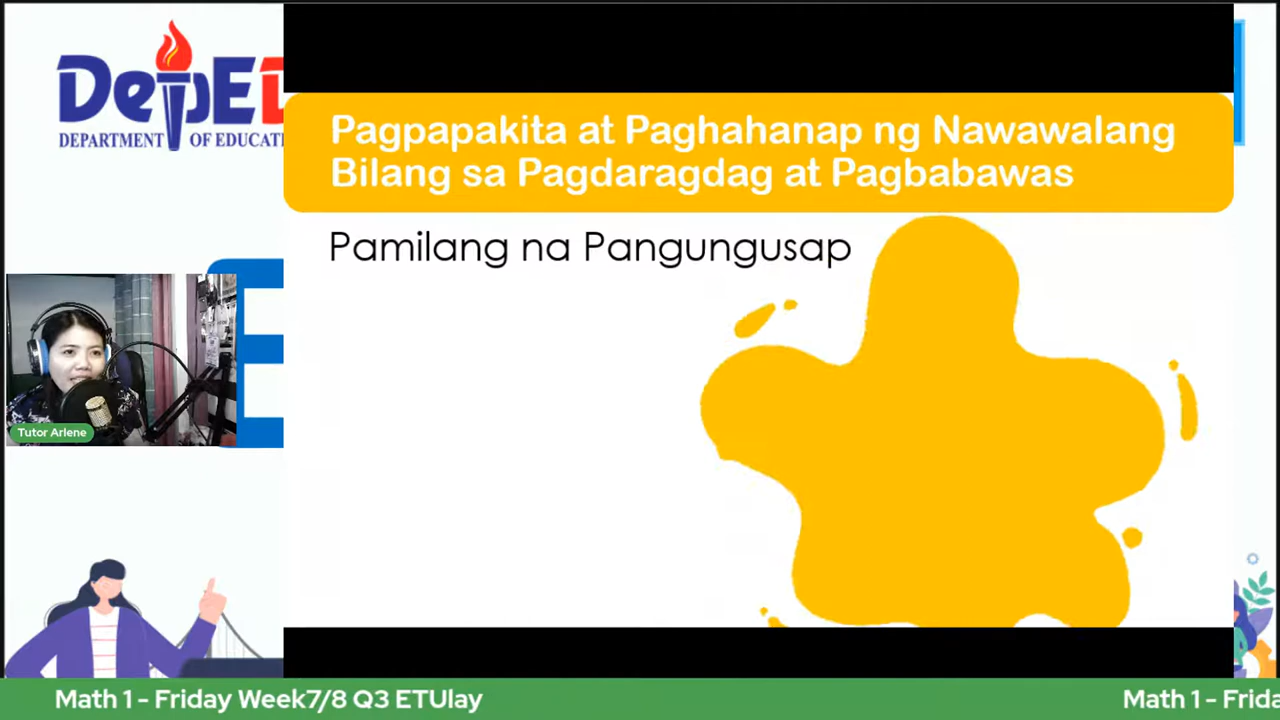 DepED
DEPARTMENT OF EDUCATI
Pagpapakita at Paghahanap ng Nawawalang
Bilang sa Pagdaragdag at Pagbabawas
Pamilang na Pangungusap
E
Tutor Arlene
Math 1 - Friday Week7/8 Q3 ETUlay
Math 1 - Frida